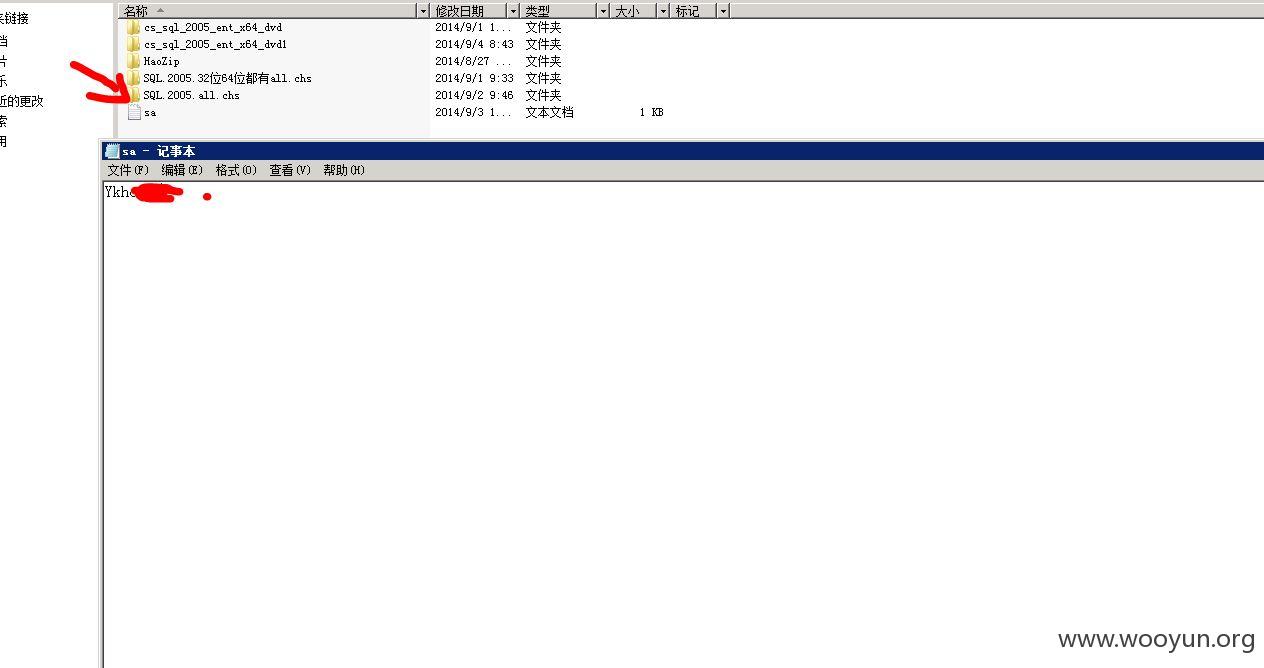 名称 修改日期 类型 大小 标记
cs_sql_2005_ent_x64_dvd 2014/9/1 1... 文件夹
cs_sql_2005_ent_x64_dvd1 2014/9/4 8:43 文件夹
HaoZip 2014/8/27 ... 文件夹
SQL.2005.32位64位都有all.chs 2014/9/1 9:33 文件夹
SQL.2005.all.chs 2014/9/2 9:46 文件夹
sa 2014/9/3 1... 文本文档 1 KB
夹链接
档
片
乐
近的更改
索
用
sa - 记事本
文件(F) 编辑(E) 格式(O) 查看(V) 帮助(H)
Ykh
www.wooyun.org